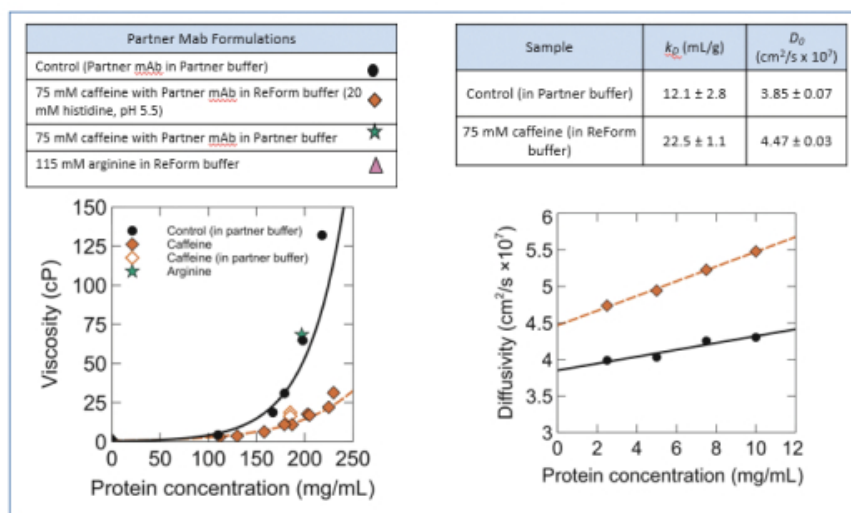 Partner Mab Formulations
Control (Partner mAb in Partner buffer)
75 mM caffeine with Partner mAb in ReForm buffer (20
mM histidine, pH 5.5)
75 mM caffeine with Partner mAb in Partner buffer
115 mM arginine in ReForm buffer
Sample
kD (mL/g)
D0
(cm²/s x 10⁷)
Control (in Partner buffer)
12.1 ± 2.8
3.85 ± 0.07
75 mM caffeine (in ReForm
buffer)
22.5 ± 1.1
4.47 ± 0.03
150
125
100
75
50
25
0
Viscosity (cP)
Control (in partner buffer)
Caffeine
Caffeine (in partner buffer)
Arginine
0 50 100 150 200 250
Protein concentration (mg/mL)
6
5.5
5
4.5
4
3.5
3
Diffusivity (cm²/s ×10⁷)
0 2 4 6 8 10 12
Protein concentration (mg/mL)